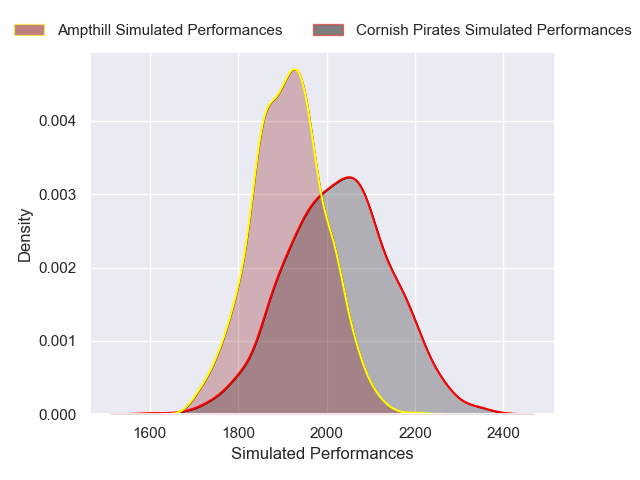 Ampthill Simulated Performances
Cornish Pirates Simulated Performances
Density
0.004
0.003
0.002
0.001
0.000
1600 1800 2000 2200 2400
Simulated Performances